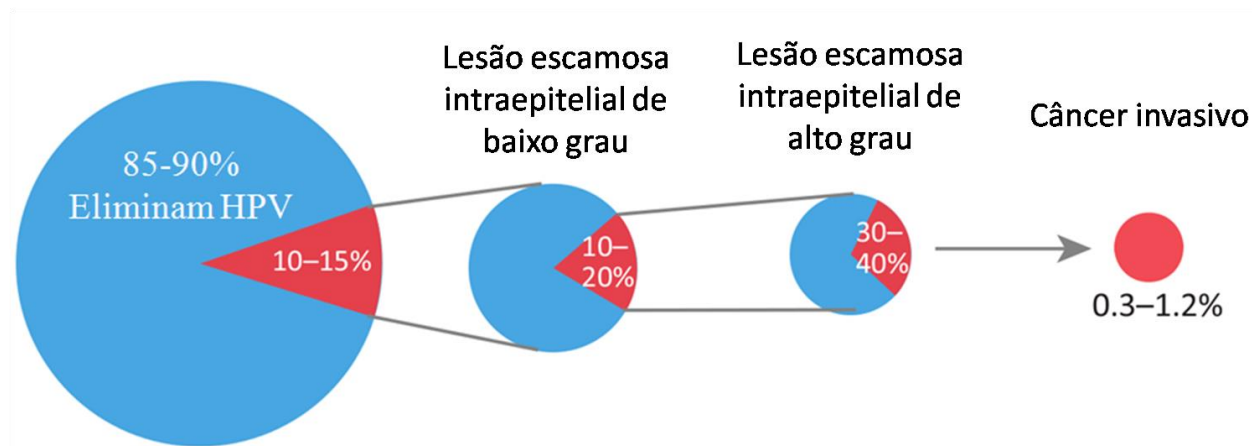 85-90%
Eliminam HPV
10–15%
Lesão escamosa
intraepitelial de
baixo grau
10–
20%
Lesão escamosa
intraepitelial de
alto grau
30–
40%
Câncer invasivo
0.3–1.2%